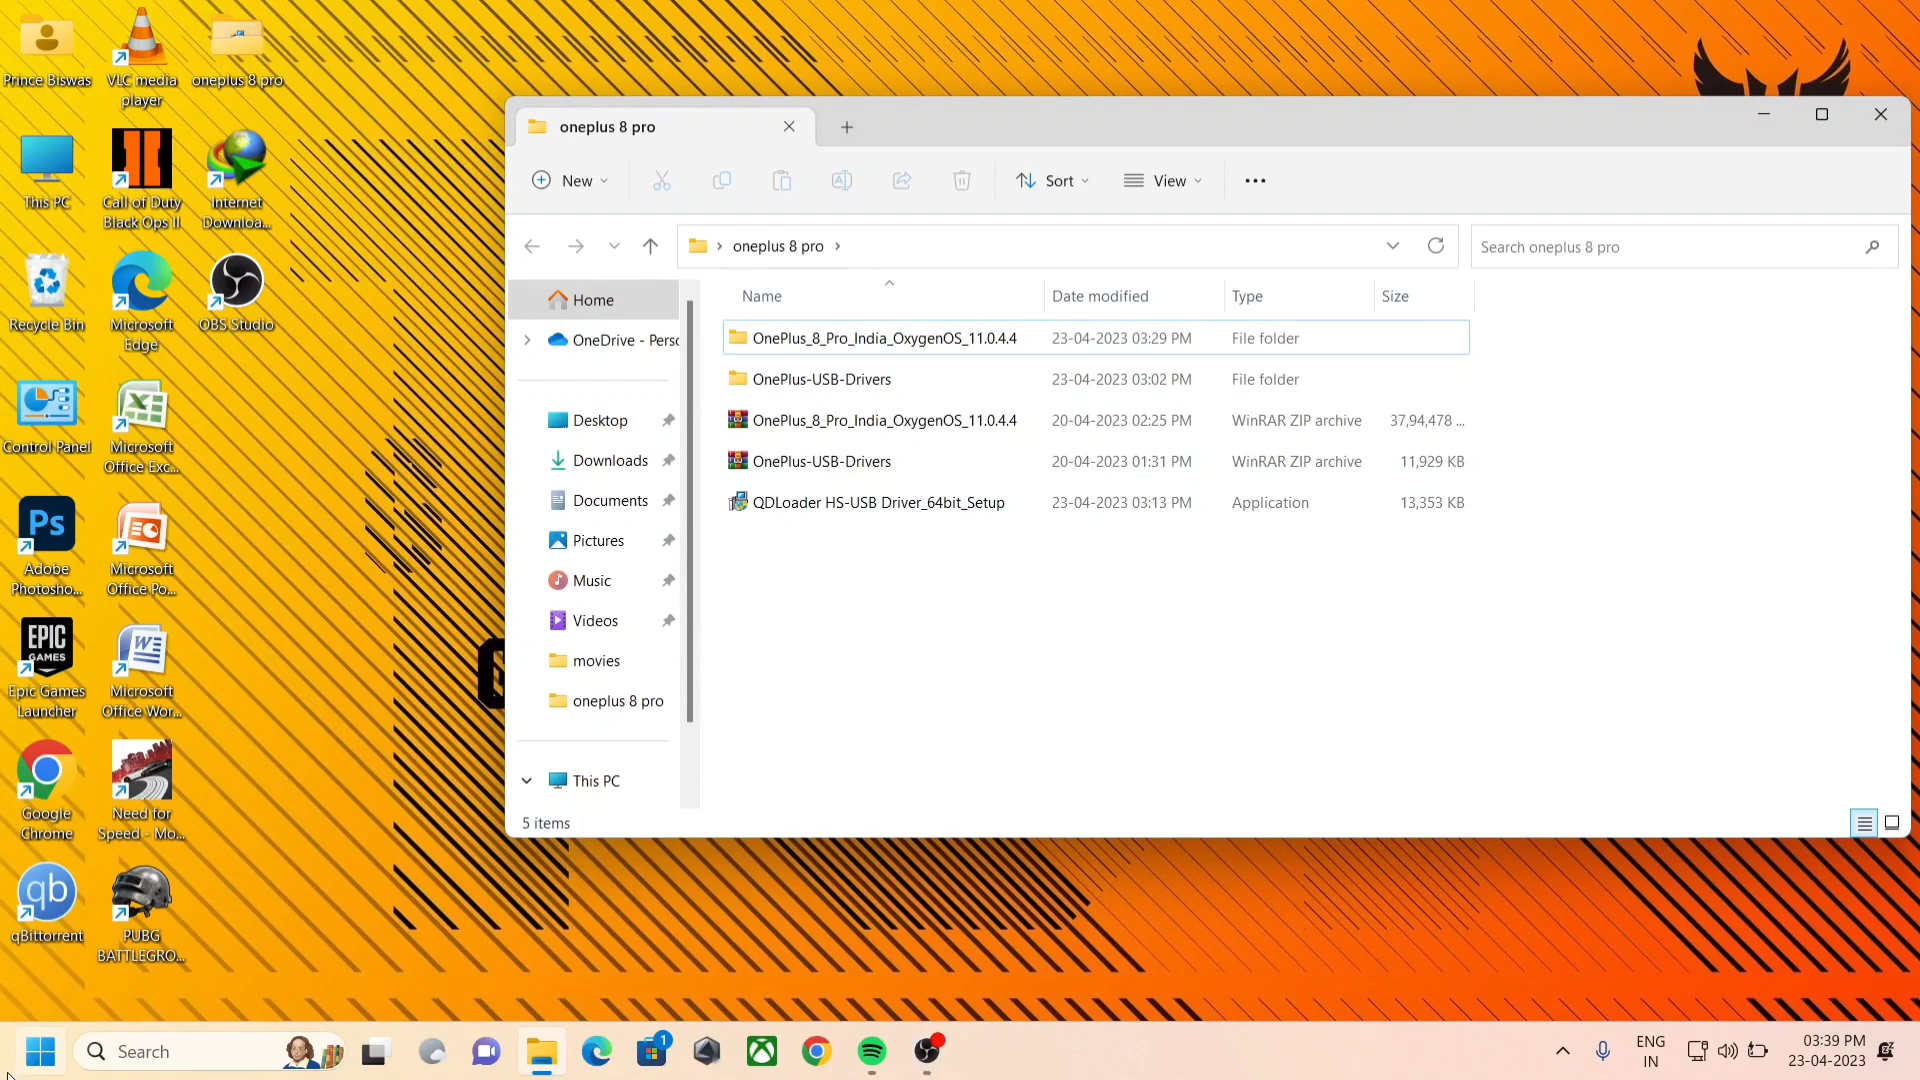 Prince Biswas
VLC media
player
oneplus 8 pro
This PC
Call of Duty
Black Ops II
Internet
Downloa...
Recycle Bin
Microsoft
Edge
OBS Studio
Control Panel
Microsoft
Office Exc...
Ps
Adobe
Photosho...
Microsoft
Office Po...
EPIC
GAMES
Epic Games
Launcher
W
Microsoft
Office Wor...
Google
Chrome
Need for
Speed - Mo...
qb
qBittorrent
PUBG
BATTLEGRO...
oneplus 8 pro
New
Sort
View
oneplus 8 pro
Search oneplus 8 pro
Home
OneDrive - Perso
Desktop
Downloads
Documents
Pictures
Music
Videos
movies
oneplus 8 pro
This PC
Name Date modified Type Size
OnePlus_8_Pro_India_OxygenOS_11.0.4.4 23-04-2023 03:29 PM File folder
OnePlus-USB-Drivers 23-04-2023 03:02 PM File folder
OnePlus_8_Pro_India_OxygenOS_11.0.4.4 20-04-2023 02:25 PM WinRAR ZIP archive 37,94,478 ...
OnePlus-USB-Drivers 20-04-2023 01:31 PM WinRAR ZIP archive 11,929 KB
QDLoader HS-USB Driver_64bit_Setup 23-04-2023 03:13 PM Application 13,353 KB
5 items
Search
1
ENG
IN
03:39 PM
23-04-2023